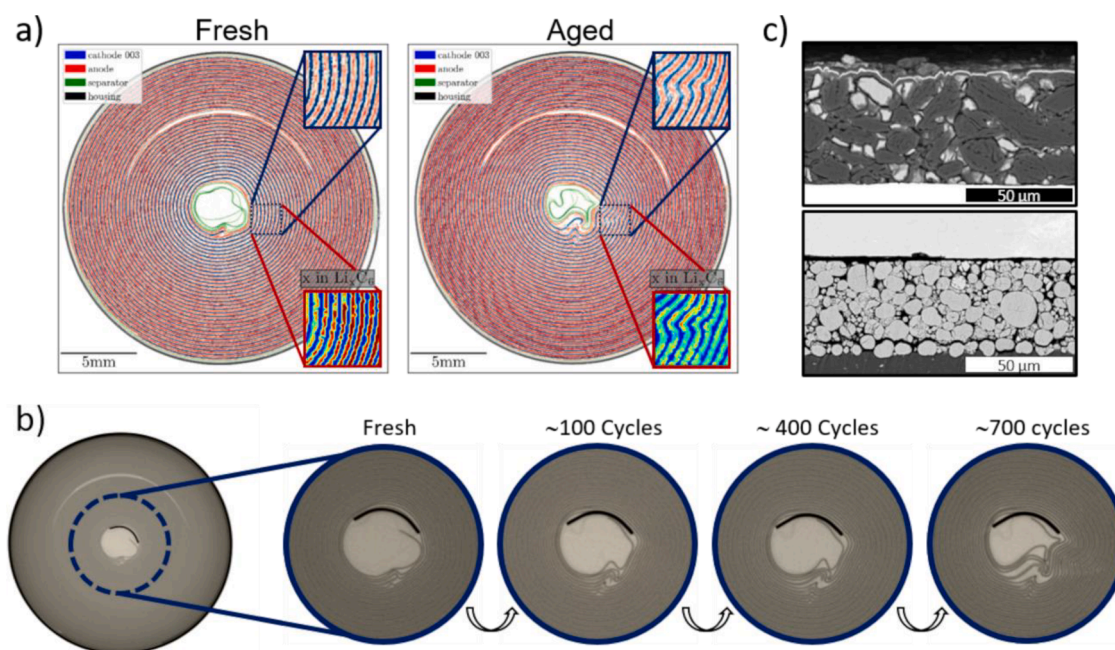 a)
Fresh
cathode 003
anode
separator
housing
x in LiₓC₆
5mm
Aged
cathode 003
anode
separator
housing
x in LiₓC₆
5mm
c)
50 µm
50 µm
b)
Fresh
~100 Cycles
~ 400 Cycles
~700 cycles